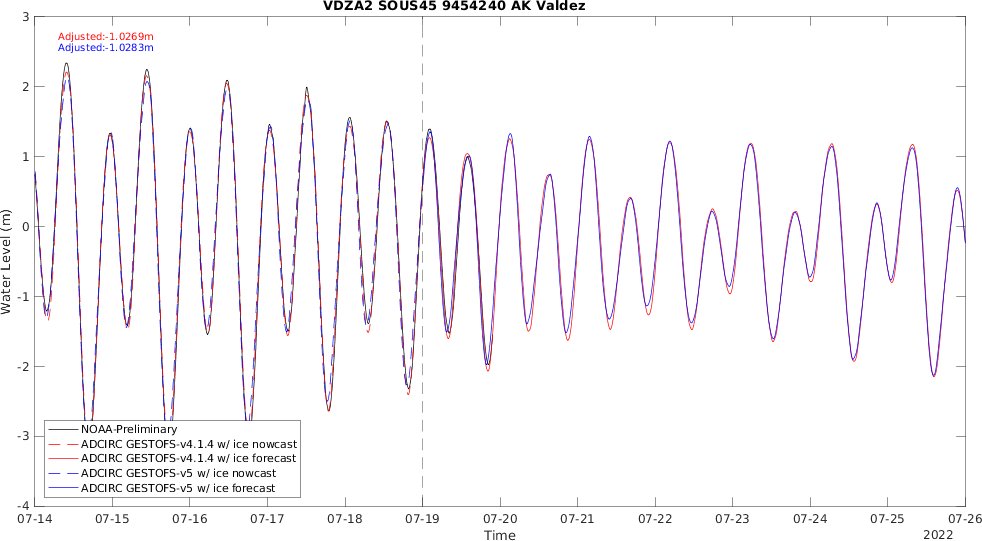 VDZA2 SOUS45 9454240 AK Valdez
Adjusted:-1.0269m
Adjusted:-1.0283m
3
2
1
0
-1
-2
-3
-4
Water Level (m)
NOAA-Preliminary
ADCIRC GESTOFS-v4.1.4 w/ ice nowcast
ADCIRC GESTOFS-v4.1.4 w/ ice forecast
ADCIRC GESTOFS-v5 w/ ice nowcast
ADCIRC GESTOFS-v5 w/ ice forecast
07-14 07-15 07-16 07-17 07-18 07-19 07-20 07-21 07-22 07-23 07-24 07-25 07-26
Time
2022